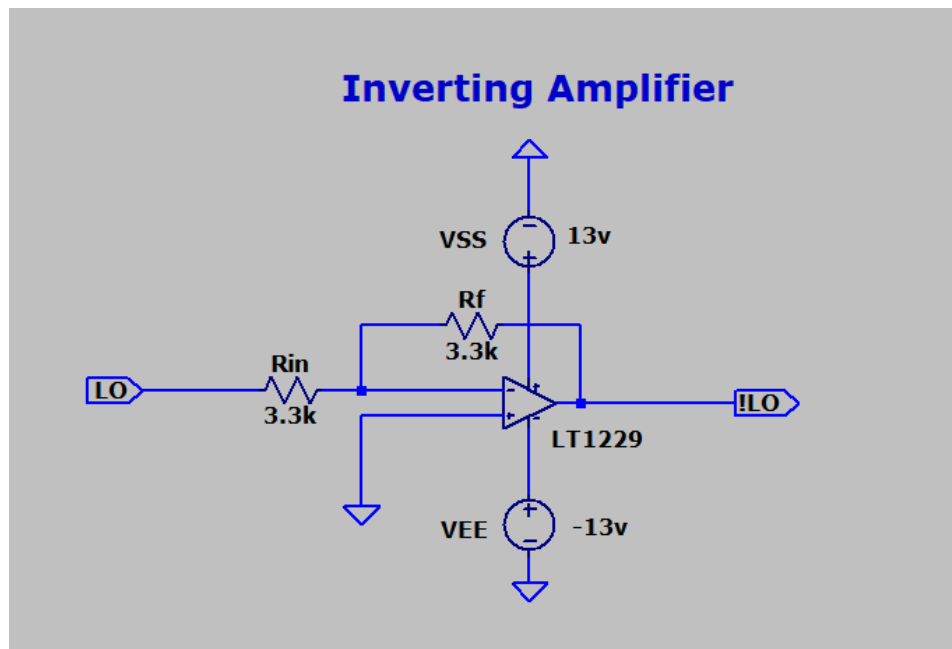 Inverting Amplifier
VSS
13v
Rf
3.3k
Rin
3.3k
LO
!LO
LT1229
VEE
-13v